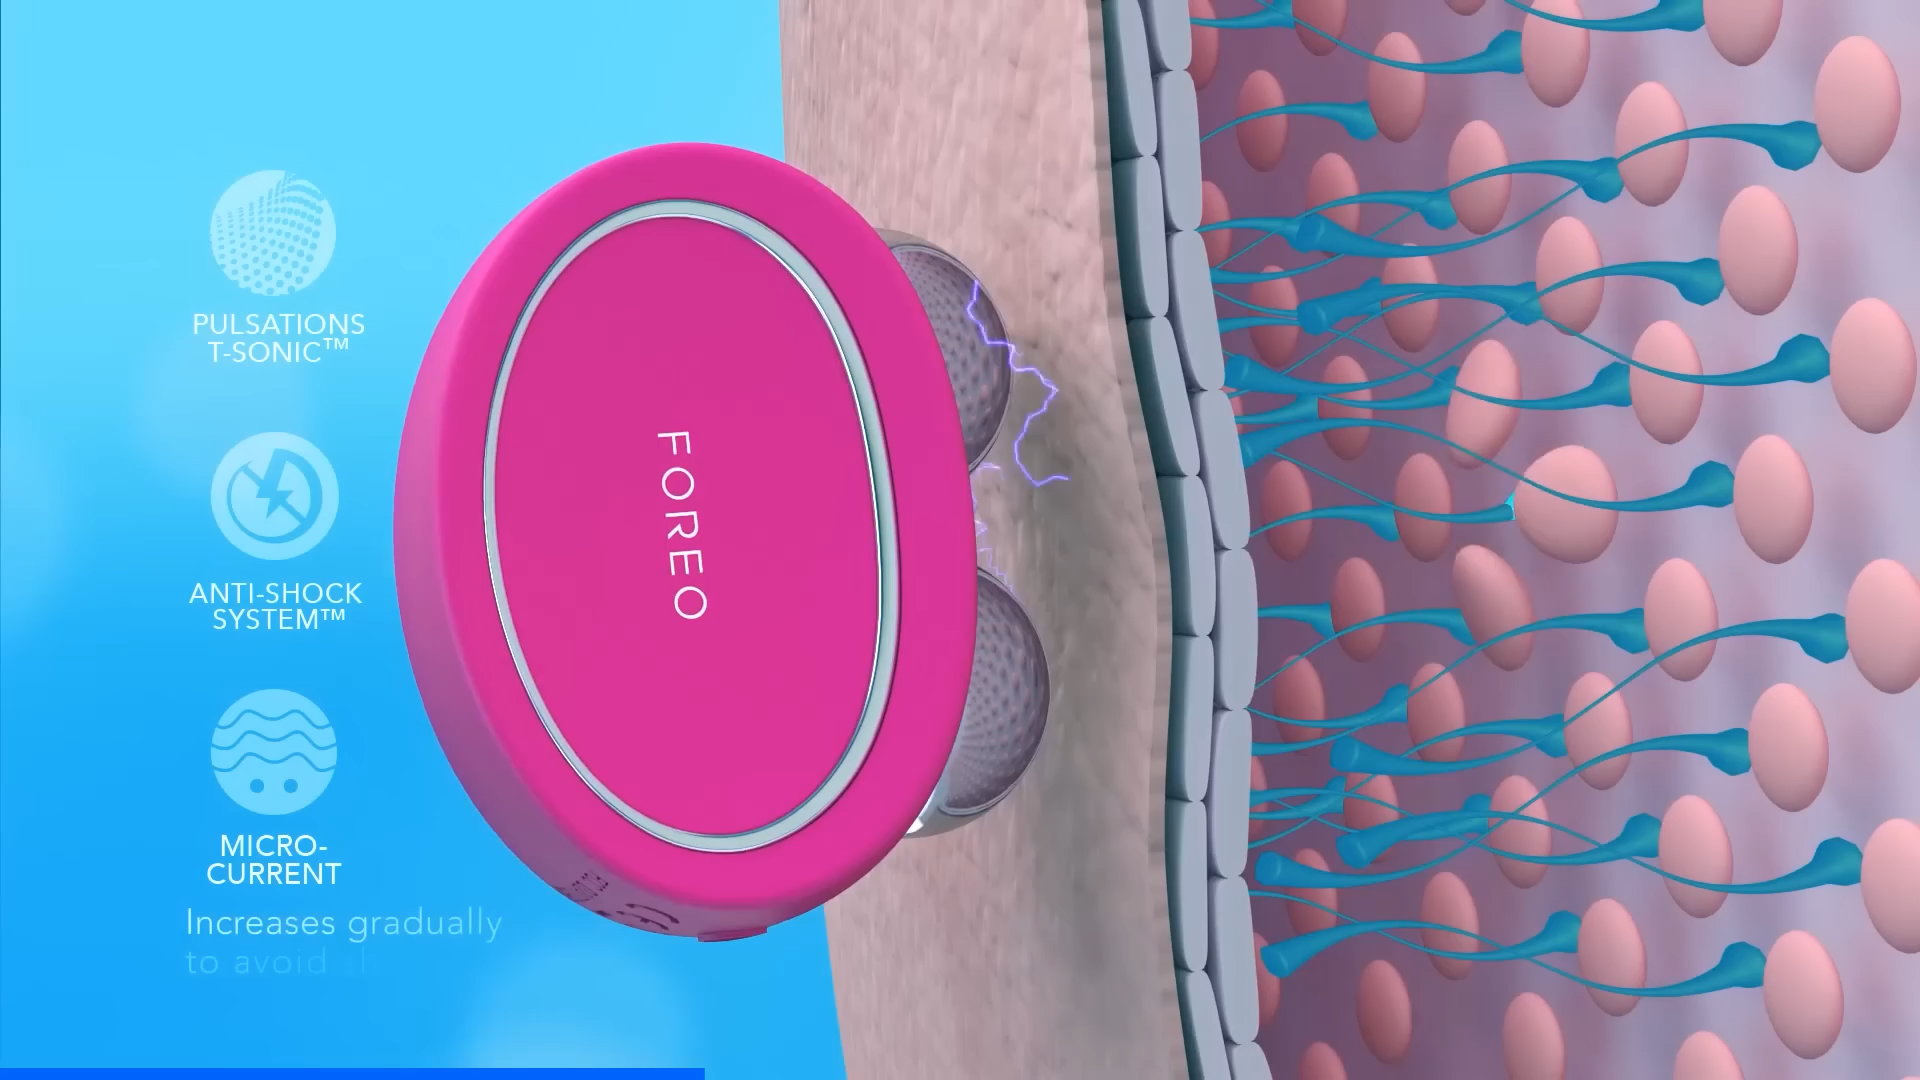 PULSATIONS
T-SONIC™
ANTI-SHOCK
SYSTEM™
MICRO-
CURRENT
Increases gradually
to avoid
FOREO